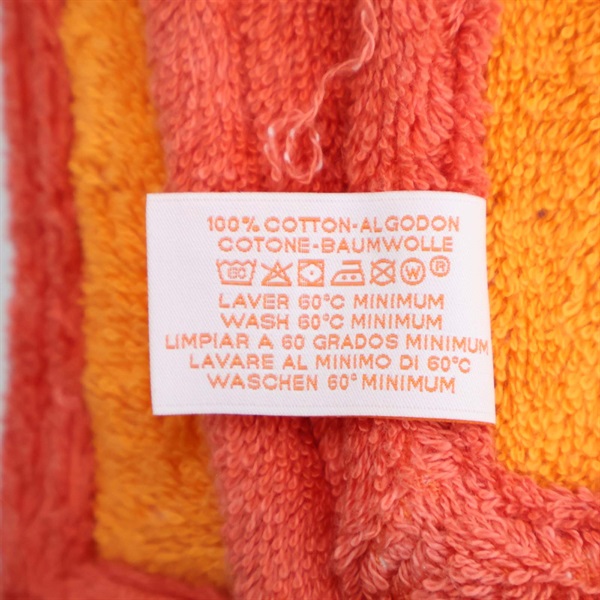 100% COTTON-ALGODON
COTONE-BAUMWOLLE
60 W ®
LAVER 60°C MINIMUM
WASH 60°C MINIMUM
LIMPIAR A 60 GRADOS MINIMUM
LAVARE AL MINIMO DI 60°C
WASCHEN 60° MINIMUM